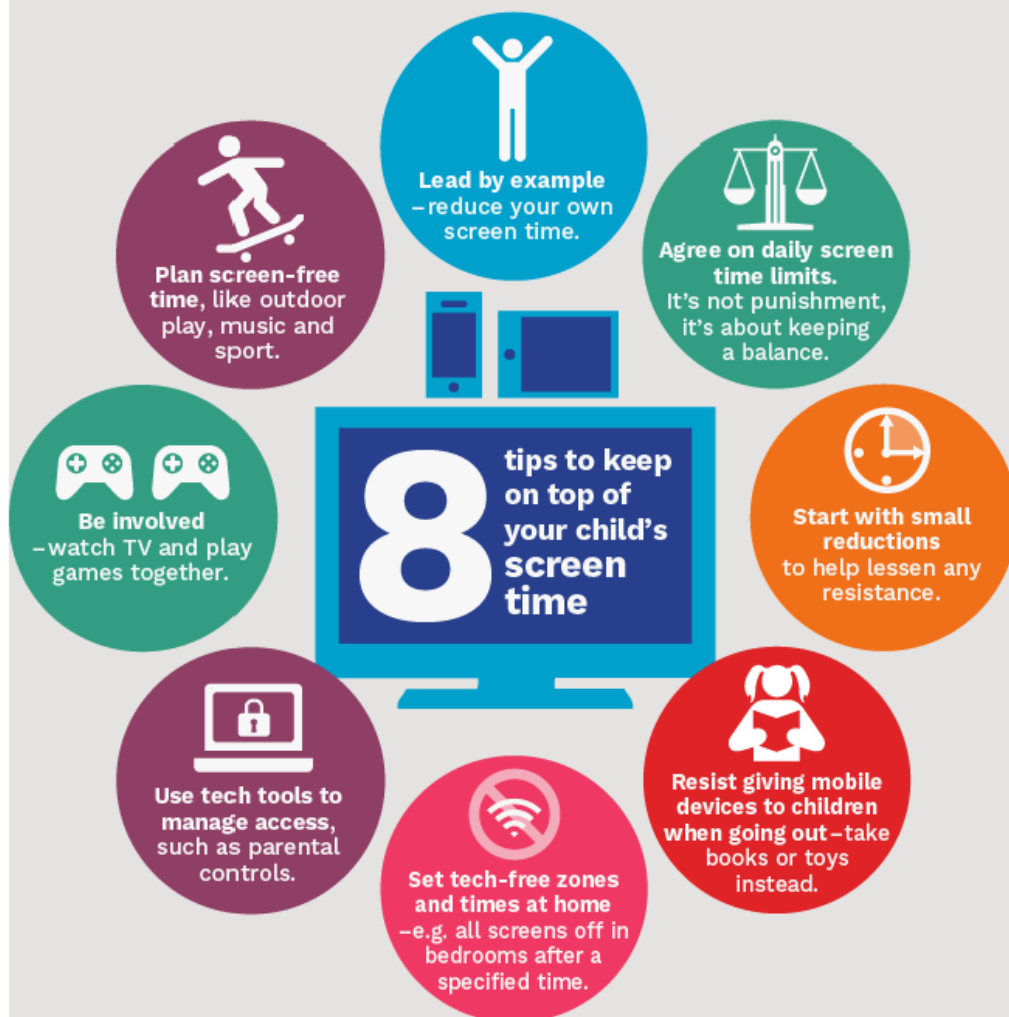 8
tips to keep
on top of
your child's
screen
time
Lead by example
–reduce your own
screen time.
Agree on daily screen
time limits.
It's not punishment,
it's about keeping
a balance.
Start with small
reductions
to help lessen any
resistance.
Resist giving mobile
devices to children
when going out–take
books or toys
instead.
Set tech-free zones
and times at home
–e.g. all screens off in
bedrooms after a
specified time.
Use tech tools to
manage access,
such as parental
controls.
Be involved
–watch TV and play
games together.
Plan screen-free
time, like outdoor
play, music and
sport.